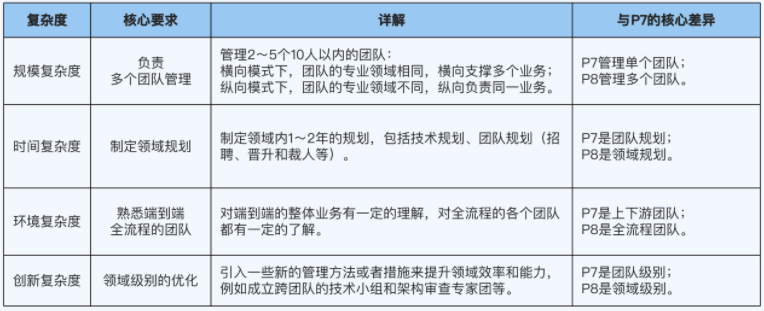 复杂度 核心要求 详解 与P7的核心差异
规模复杂度
负责
多个团队管理
管理2～5个10人以内的团队：
横向模式下，团队的专业领域相同，横向支撑多个业务；
纵向模式下，团队的专业领域不同，纵向负责同一业务。
P7管理单个团队；
P8管理多个团队。
时间复杂度
制定领域规划
制定领域内1～2年的规划，包括技术规划、团队规划（招
聘、晋升和裁人等）。
P7是团队规划；
P8是领域规划。
环境复杂度
熟悉端到端
全流程的团队
对端到端的整体业务有一定的理解，对全流程的各个团队
都有一定的了解。
P7是上下游团队；
P8是全流程团队。
创新复杂度
领域级别的优化
引入一些新的管理方法或者措施来提升领域效率和能力，
例如成立跨团队的技术小组和架构审查专家团等。
P7是团队级别；
P8是领域级别。